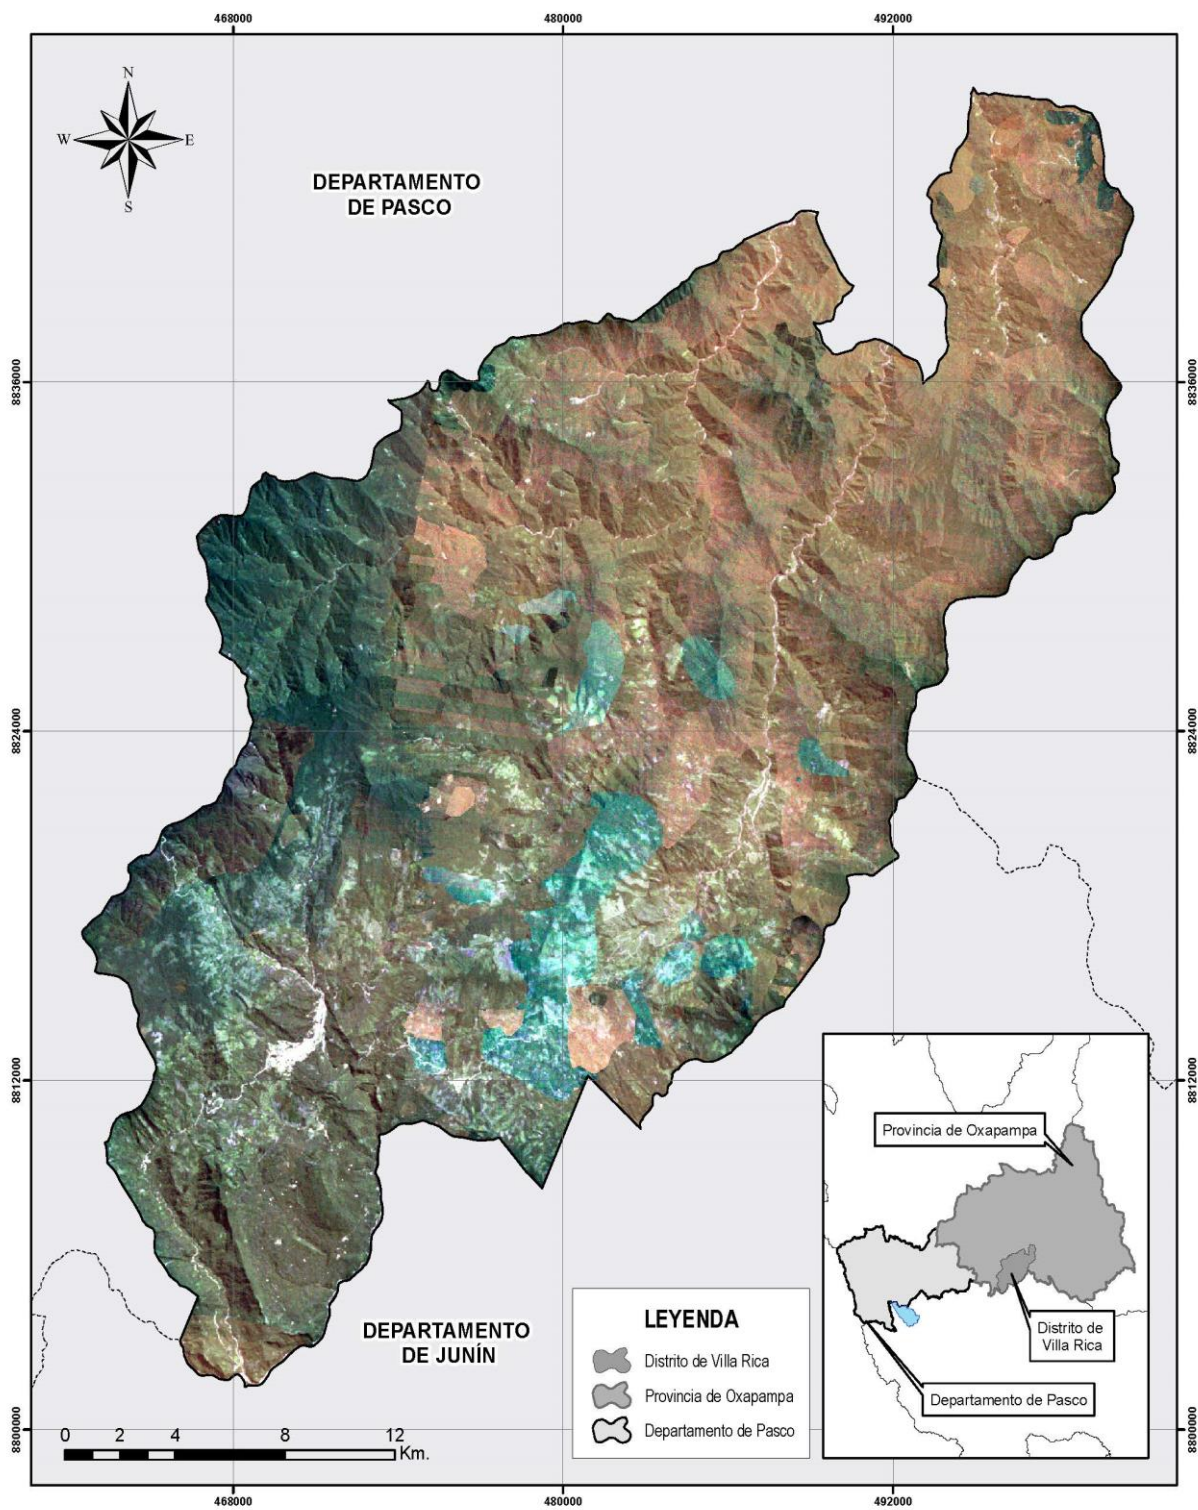 468000
480000
492000
N
W
E
S
DEPARTAMENTO
DE PASCO
8836000
8836000
8824000
8824000
8812000
8812000
Provincia de Oxapampa
Distrito de
Villa Rica
Departamento de Pasco
DEPARTAMENTO
DE JUNÍN
LEYENDA
Distrito de Villa Rica
Provincia de Oxapampa
Departamento de Pasco
0
2
4
8
12
Km.
8800000
8800000
468000
480000
492000